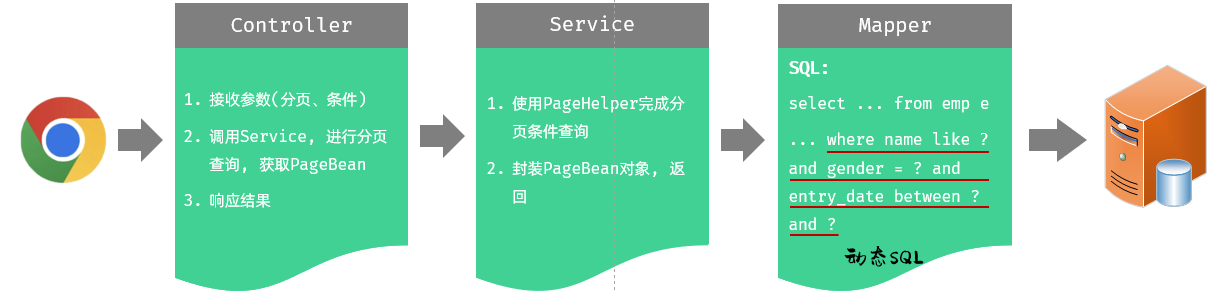 Controller
1. 接收参数(分页、条件)
2. 调用Service, 进行分页
查询, 获取PageBean
3. 响应结果
Service
1. 使用PageHelper完成分
页条件查询
2. 封装PageBean对象, 返
回
Mapper
SQL:
select ... from emp e
... where name like ?
and gender = ? and
entry_date between ?
and ?
动态SQL